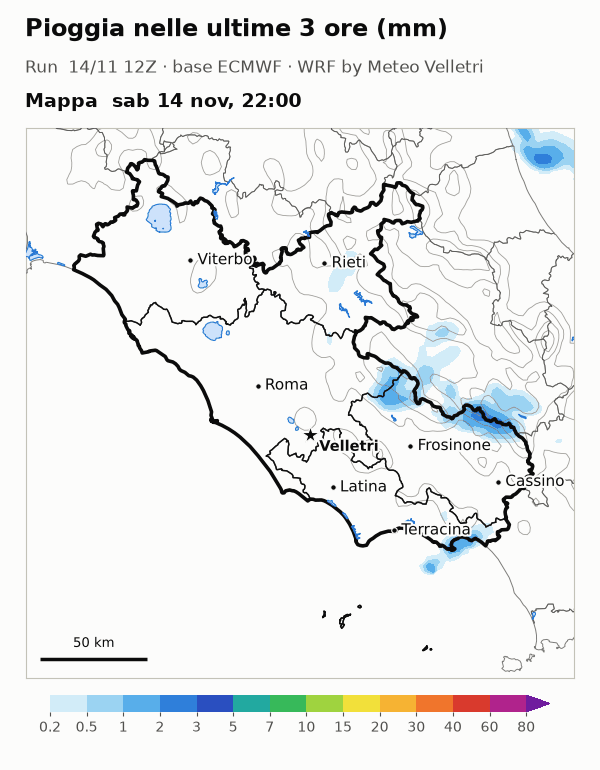 Pioggia nelle ultime 3 ore (mm)
Run  14/11 12Z · base ECMWF · WRF by Meteo Velletri
Mappa  sab 14 nov, 22:00
Viterbo
Rieti
Roma
Velletri
Frosinone
Latina
Cassino
Terracina
50 km
0.2 0.5 1 2 3 5 7 10 15 20 30 40 60 80